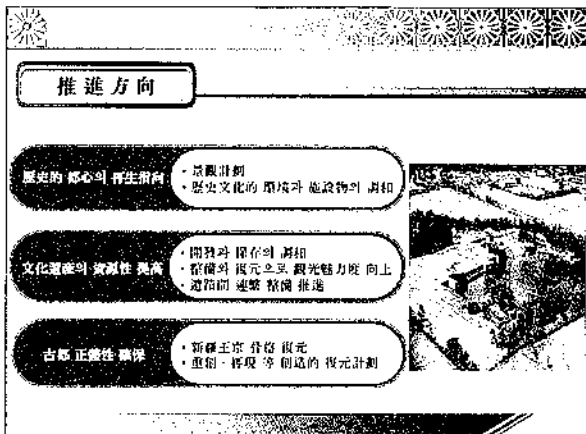 推進方向
歷史的 都心의 再生指向
・景觀計劃
・歷史文化的 環境과 施設物의 調和
文化遺産의 資源性 提高
・開發과 保存의 調和
・整備와 復元으로 觀光魅力度 向上
・遺蹟間 連繫 整備 推進
古都 正體性 確保
・新羅王京 骨格 復元
・重創・再現 等 創造的 復元計劃